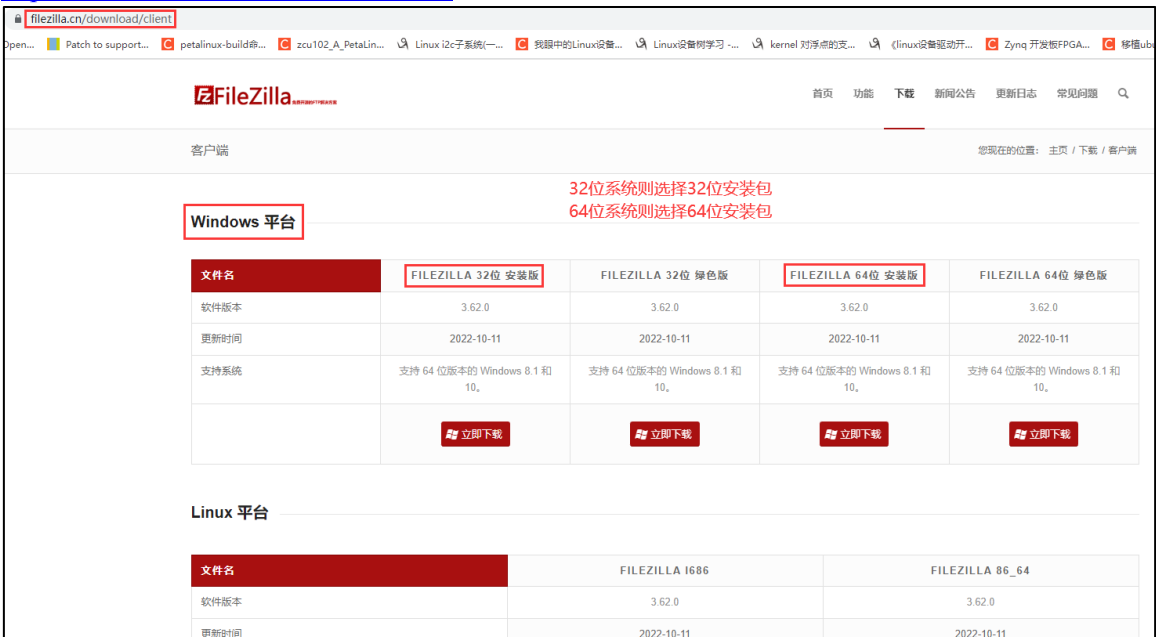 filezilla.cn/download/client
Open... Patch to support... petalinux-build命... zcu102_A_PetaLin... Linux i2c子系统(一... 我眼中的Linux设备... Linux设备树学习 -... kernel 对浮点的支... 《linux设备驱动开... Zynq 开发板FPGA... 移植ubu
FileZilla
首页 功能 下载 新闻公告 更新日志 常见问题
客户端 您现在的位置: 主页 / 下载 / 客户端
32位系统则选择32位安装包
64位系统则选择64位安装包
Windows 平台
文件名 FILEZILLA 32位 安装版 FILEZILLA 32位 绿色版 FILEZILLA 64位 安装版 FILEZILLA 64位 绿色版
软件版本 3.62.0 3.62.0 3.62.0 3.62.0
更新时间 2022-10-11 2022-10-11 2022-10-11 2022-10-11
支持系统 支持 64 位版本的 Windows 8.1 和 支持 64 位版本的 Windows 8.1 和 支持 64 位版本的 Windows 8.1 和 支持 64 位版本的 Windows 8.1 和
10。 10。 10。 10。
立即下载 立即下载 立即下载 立即下载
Linux 平台
文件名 FILEZILLA I686 FILEZILLA 86_64
软件版本 3.62.0 3.62.0
更新时间 2022-10-11 2022-10-11